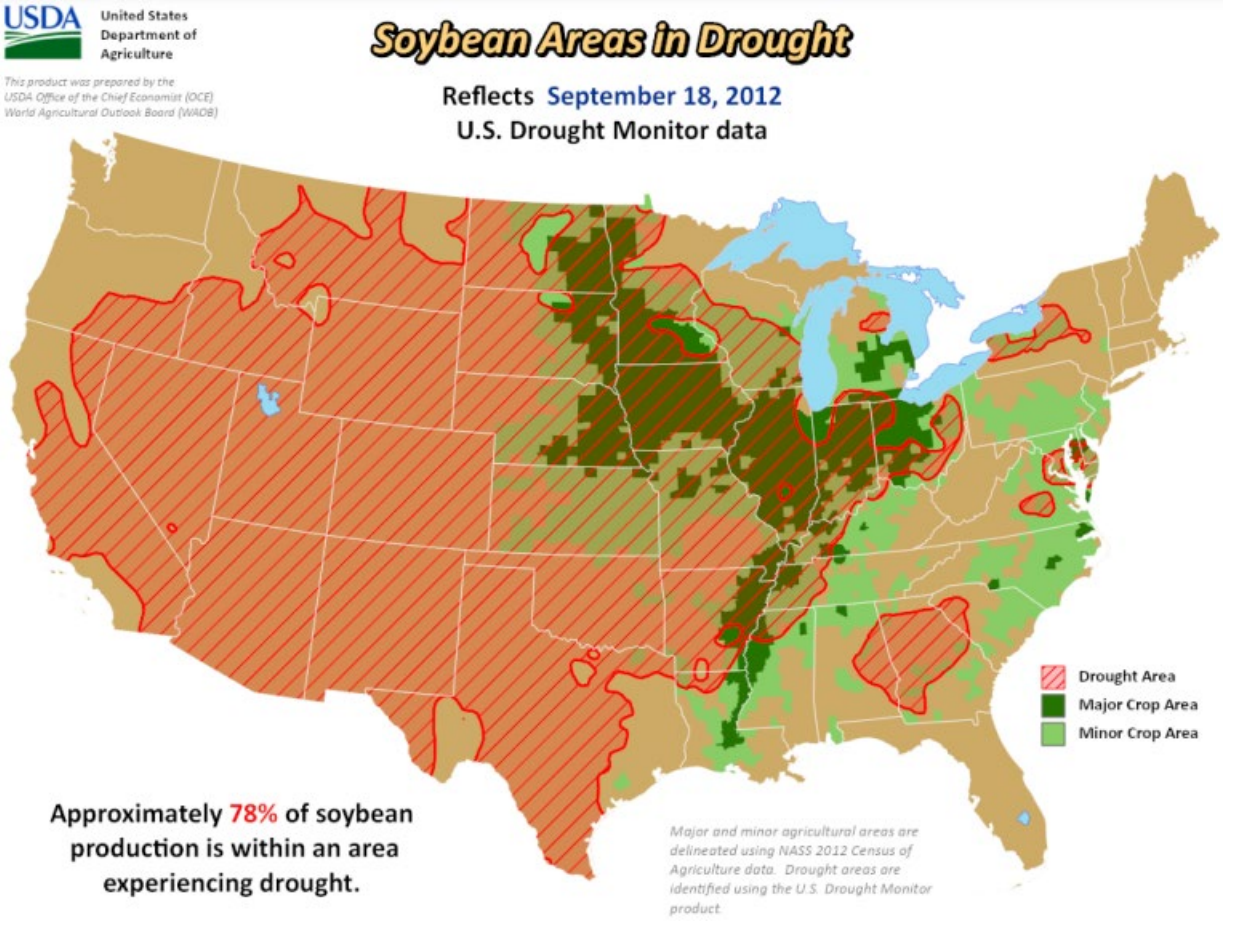 USDA
United States
Department of
Agriculture
This product was prepared by the
USDA Office of the Chief Economist (OCE)
World Agricultural Outlook Board (WAOB)
Soybean Areas in Drought
Reflects September 18, 2012
U.S. Drought Monitor data
Drought Area
Major Crop Area
Minor Crop Area
Approximately 78% of soybean
production is within an area
experiencing drought.
Major and minor agricultural areas are
delineated using NASS 2012 Census of
Agriculture data. Drought areas are
identified using the U.S. Drought Monitor
product.